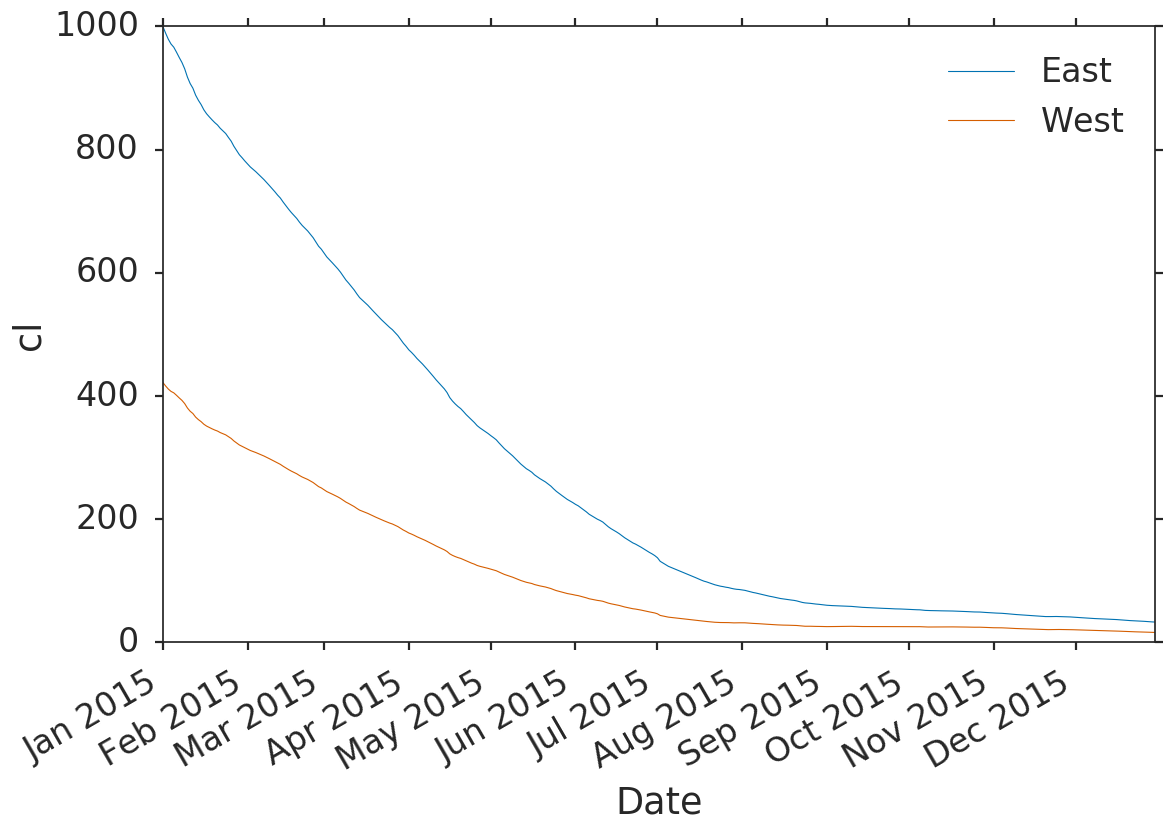 1000
800
600
400
200
0
cl
East
West
Jan 2015
Feb 2015
Mar 2015
Apr 2015
May 2015
Jun 2015
Jul 2015
Aug 2015
Sep 2015
Oct 2015
Nov 2015
Dec 2015
Date